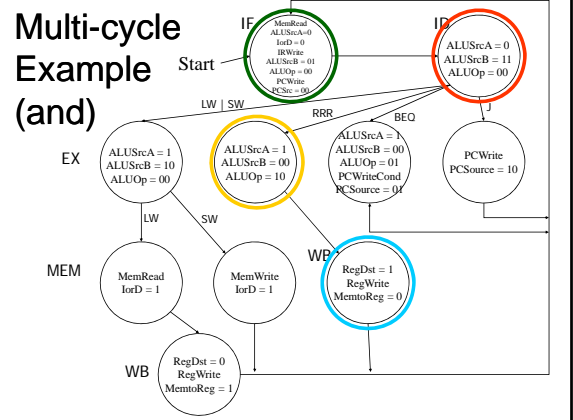 Multi-cycle
Example
(and)
Start
IF
MemRead
ALUSrcA=0
IorD = 0
IRWrite
ALUSrcB = 01
ALUOp = 00
PCWrite
PCSrc = 00
ID
ALUSrcA = 0
ALUSrcB = 11
ALUOp = 00
LW | SW
RRR
BEQ
J
EX
ALUSrcA = 1
ALUSrcB = 10
ALUOp = 00
ALUSrcA = 1
ALUSrcB = 00
ALUOp = 10
ALUSrcA = 1
ALUSrcB = 00
ALUOp = 01
PCWriteCond
PCSource = 01
PCWrite
PCSource = 10
LW
SW
MEM
MemRead
IorD = 1
MemWrite
IorD = 1
WB
RegDst = 1
RegWrite
MemtoReg = 0
WB
RegDst = 0
RegWrite
MemtoReg = 1